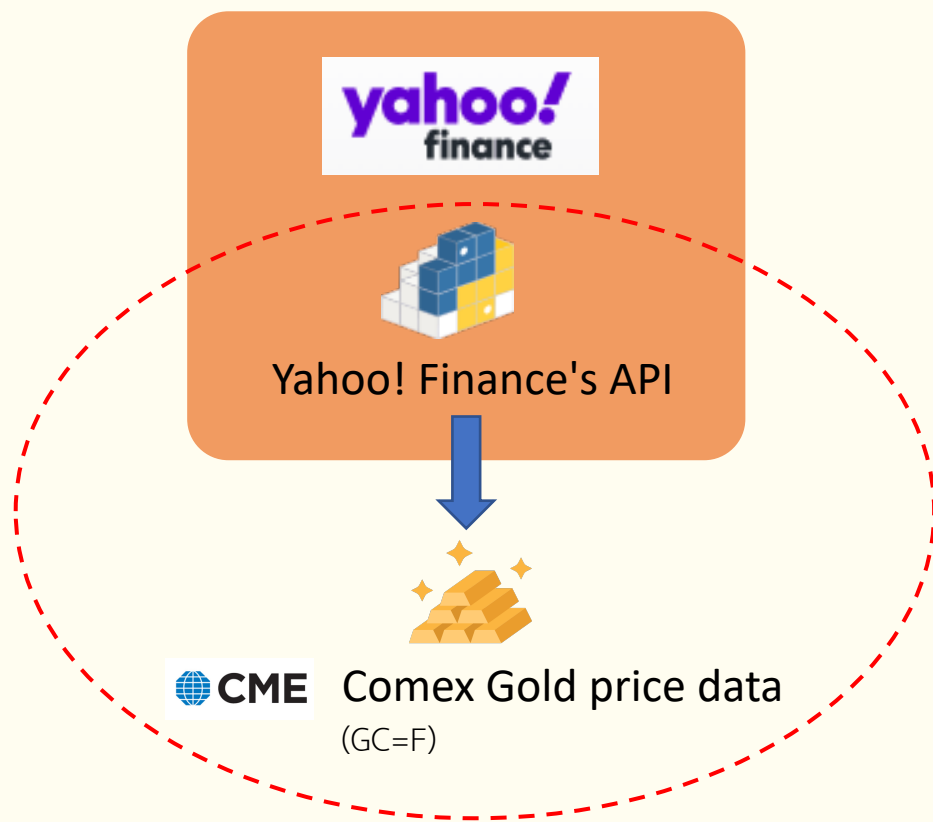 yahoo!
finance
Yahoo! Finance's API
CME Comex Gold price data
(GC=F)